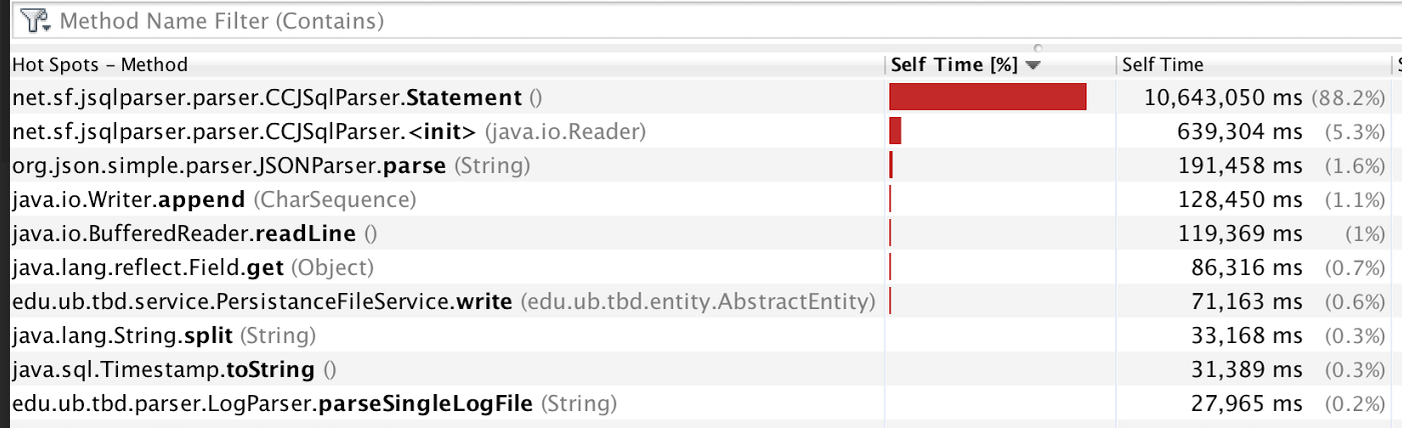 Method Name Filter (Contains)
Hot Spots – Method Self Time [%] Self Time S
net.sf.jsqlparser.parser.CCJSqlParser.Statement () 10,643,050 ms (88.2%)
net.sf.jsqlparser.parser.CCJSqlParser.<init> (java.io.Reader) 639,304 ms (5.3%)
org.json.simple.parser.JSONParser.parse (String) 191,458 ms (1.6%)
java.io.Writer.append (CharSequence) 128,450 ms (1.1%)
java.io.BufferedReader.readLine () 119,369 ms (1%)
java.lang.reflect.Field.get (Object) 86,316 ms (0.7%)
edu.ub.tbd.service.PersistanceFileService.write (edu.ub.tbd.entity.AbstractEntity) 71,163 ms (0.6%)
java.lang.String.split (String) 33,168 ms (0.3%)
java.sql.Timestamp.toString () 31,389 ms (0.3%)
edu.ub.tbd.parser.LogParser.parseSingleLogFile (String) 27,965 ms (0.2%)